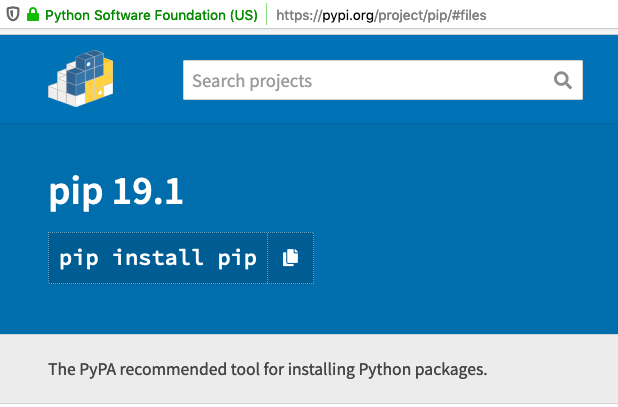 Python Software Foundation (US) https://pypi.org/project/pip/#files
Search projects
pip 19.1
pip install pip
The PyPA recommended tool for installing Python packages.